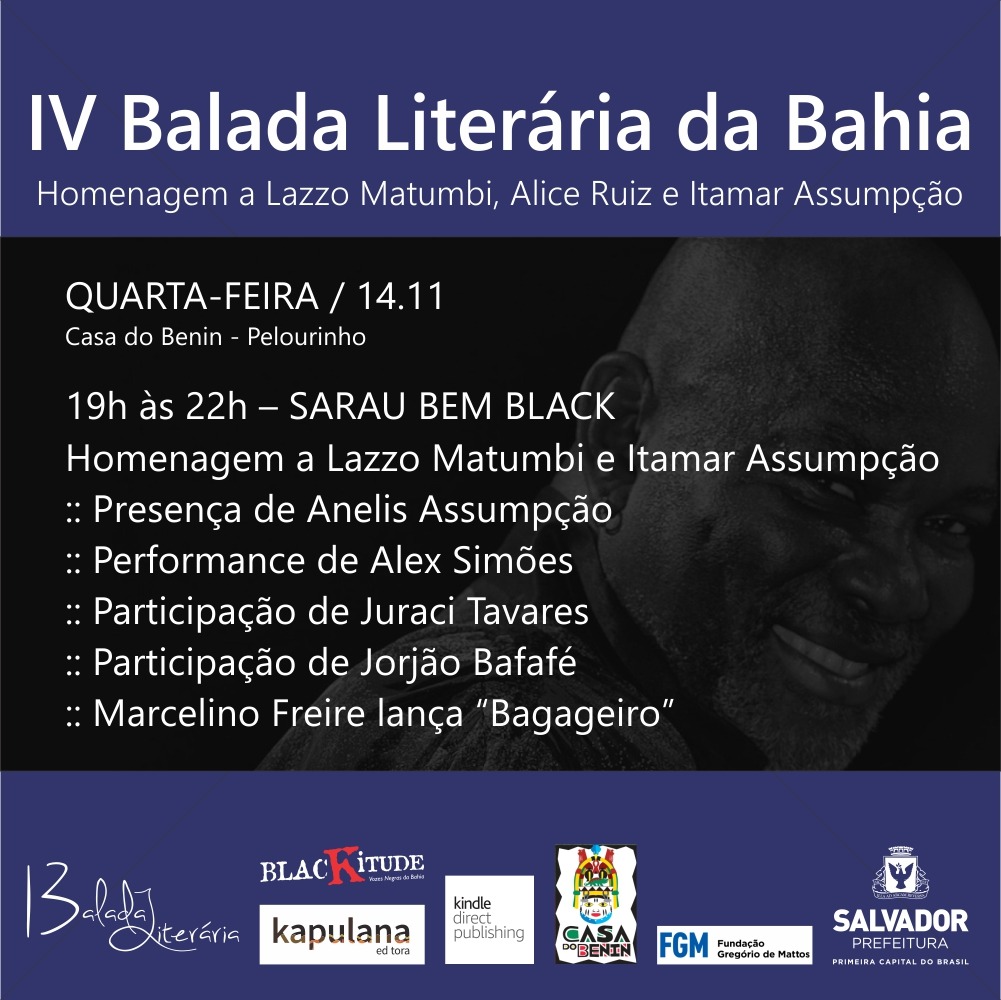 IV Balada Literária da Bahia
Homenagem a Lazzo Matumbi, Alice Ruiz e Itamar Assumpção
QUARTA-FEIRA / 14.11
Casa do Benin - Pelourinho
19h às 22h – SARAU BEM BLACK
Homenagem a Lazzo Matumbi e Itamar Assumpção
:: Presença de Anelis Assumpção
:: Performance de Alex Simões
:: Participação de Juraci Tavares
:: Participação de Jorjão Bafafé
:: Marcelino Freire lança “Bagageiro”
Balada
Literária
BLACKITUDE
Vozes Negras da Bahia
kapulana
editora
kindle
direct
publishing
CASA
DO BENIN
FGM
Fundação
Gregório de Mattos
SALVADOR
PREFEITURA
PRIMEIRA CAPITAL DO BRASIL